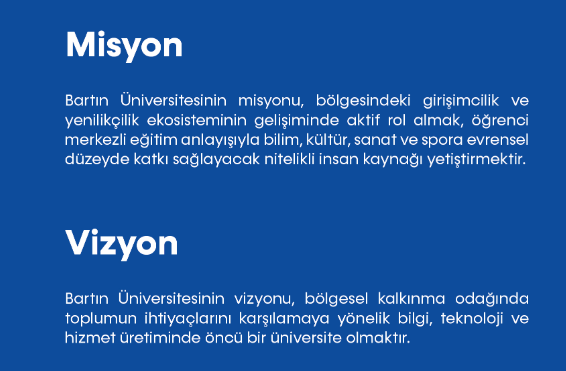 Misyon
Bartın Üniversitesinin misyonu, bölgesindeki girişimcilik ve
yenilikçilik ekosisteminin gelişiminde aktif rol almak, öğrenci
merkezli eğitim anlayışıyla bilim, kültür, sanat ve spora evrensel
düzeyde katkı sağlayacak nitelikli insan kaynağı yetiştirmektir.
Vizyon
Bartın Üniversitesinin vizyonu, bölgesel kalkınma odağında
toplumun ihtiyaçlarını karşılamaya yönelik bilgi, teknoloji ve
hizmet üretiminde öncü bir üniversite olmaktır.